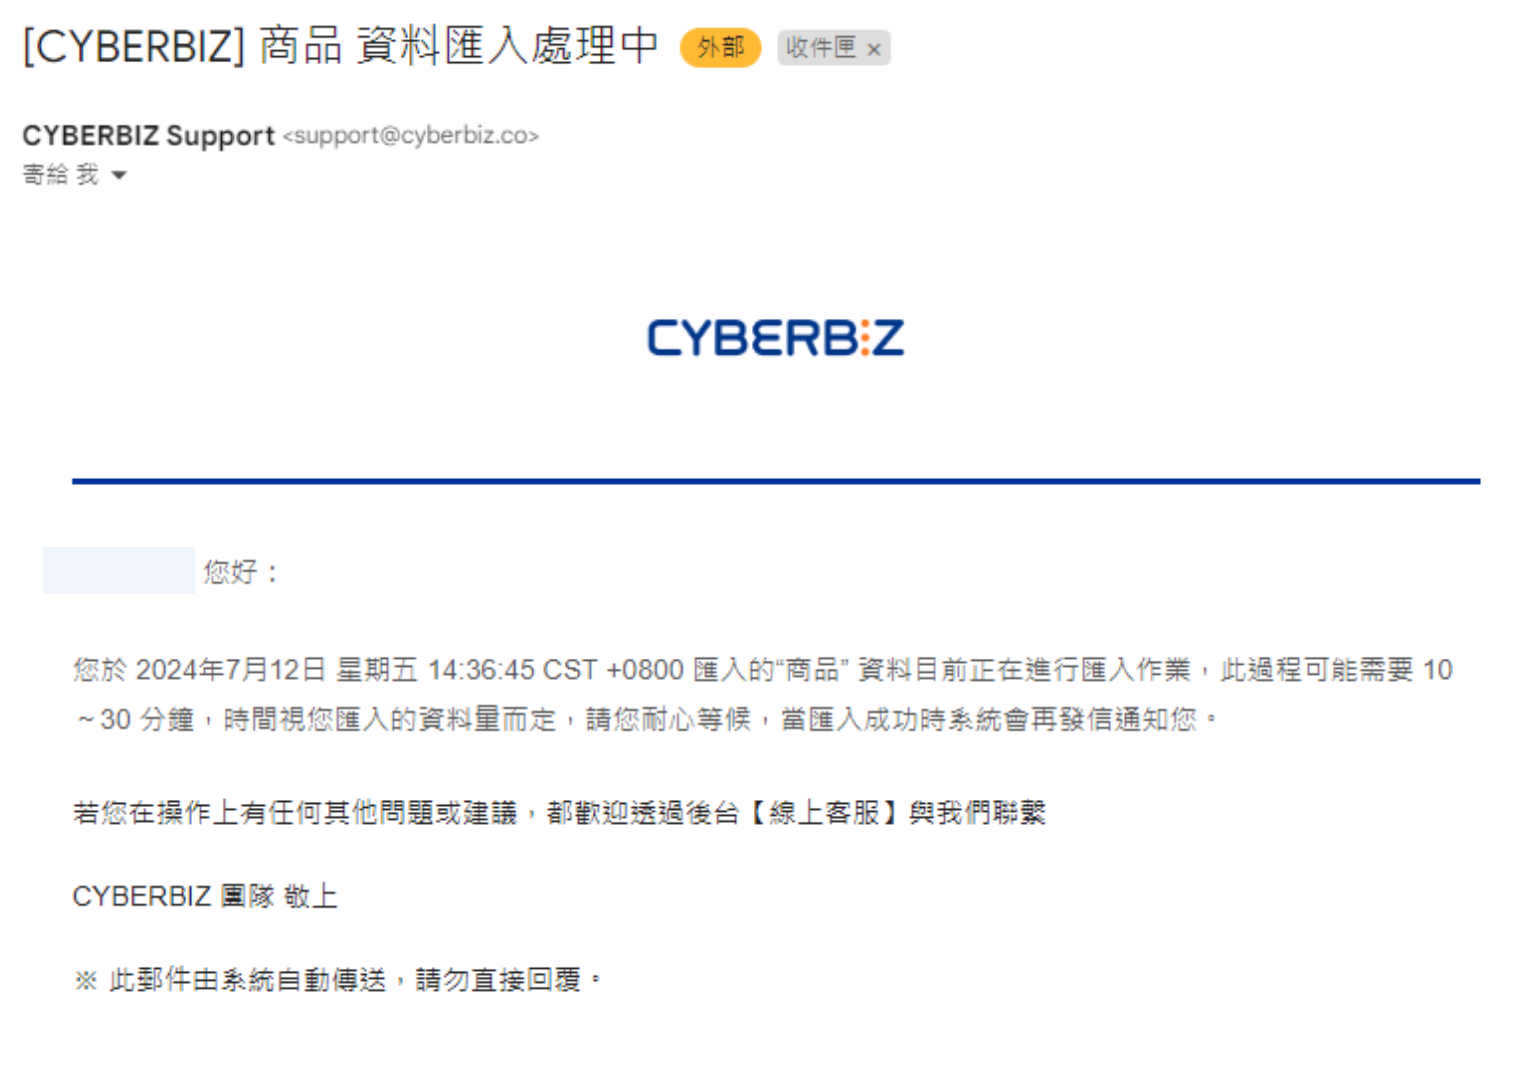 [CYBERBIZ] 商品 資料匯入處理中 外部 收件匣 ×
CYBERBIZ Support <support@cyberbiz.co>
寄給 我
CYBERBIZ
您好：
您於 2024年7月12日 星期五 14:36:45 CST +0800 匯入的“商品” 資料目前正在進行匯入作業，此過程可能需要 10
～30 分鐘，時間視您匯入的資料量而定，請您耐心等候，當匯入成功時系統會再發信通知您。
若您在操作上有任何其他問題或建議，都歡迎透過後台【線上客服】與我們聯繫
CYBERBIZ 團隊 敬上
※ 此郵件由系統自動傳送，請勿直接回覆。